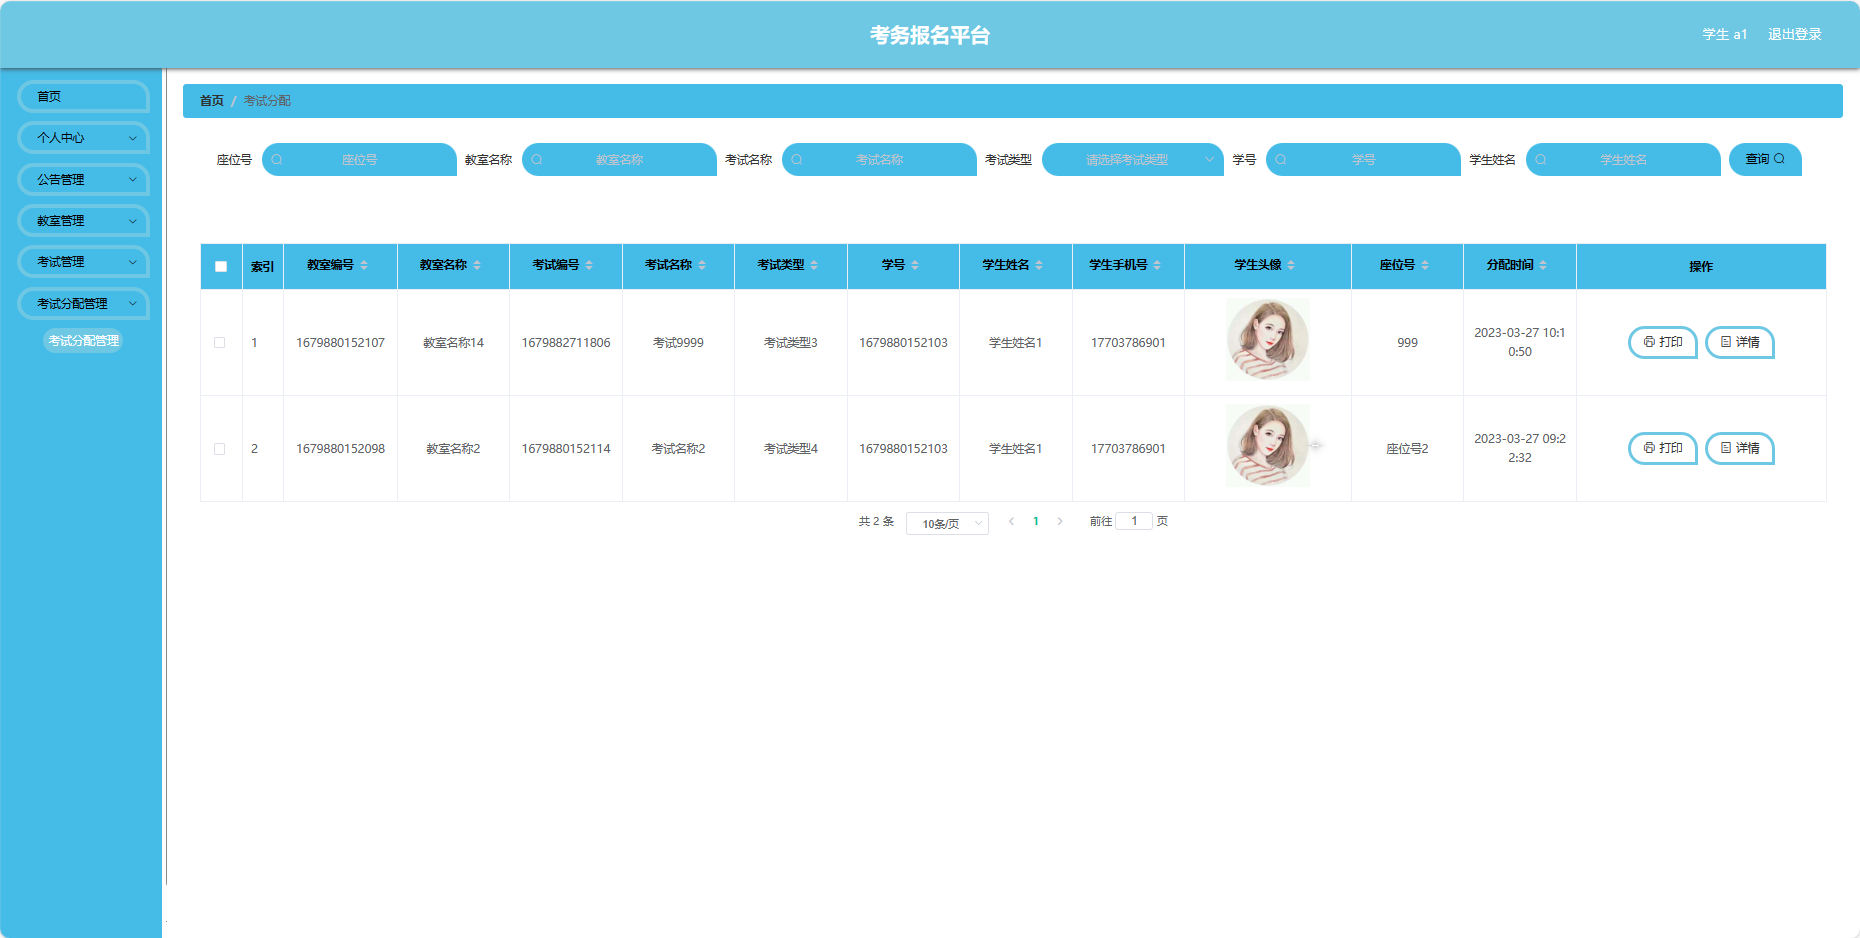 考务报名平台
学生 a1 退出登录
首页
个人中心
公告管理
教室管理
考试管理
考试分配管理
考试分配管理
首页 / 考试分配
座位号 座位号 教室名称 教室名称 考试名称 考试名称 考试类型 请选择考试类型 学号 学号 学生姓名 学生姓名 查询
索引 教室编号 教室名称 考试编号 考试名称 考试类型 学号 学生姓名 学生手机号 学生头像 座位号 分配时间 操作
1 1679880152107 教室名称14 1679882711806 考试9999 考试类型3 1679880152103 学生姓名1 17703786901 999 2023-03-27 10:1
0:50 打印 详情
2 1679880152098 教室名称2 1679880152114 考试名称2 考试类型4 1679880152103 学生姓名1 17703786901 座位号2 2023-03-27 09:2
2:32 打印 详情
共 2 条 10条/页 1 前往 1 页